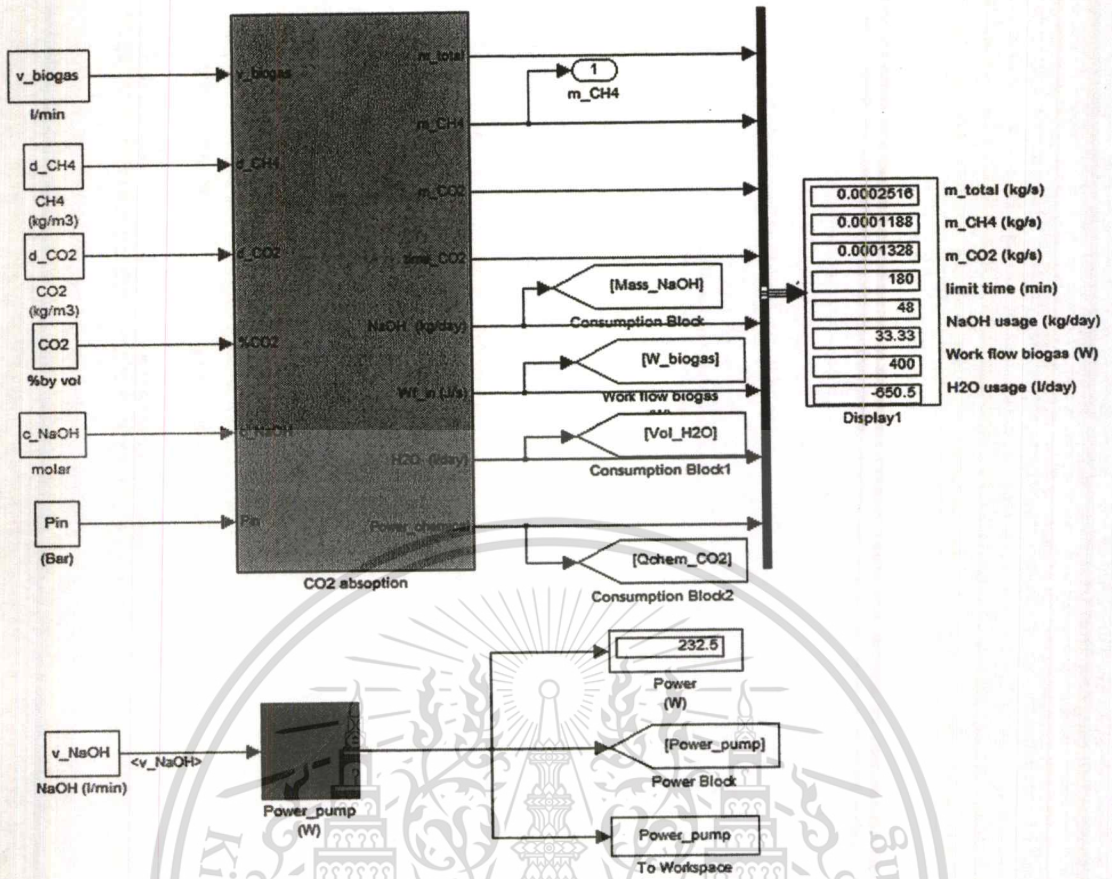 v_biogas
l/min
d_CH4
CH4
(kg/m3)
d_CO2
CO2
(kg/m3)
CO2
%by vol
c_NaOH
molar
Pin
(Bar)
v_biogas
d_CH4
d_CO2
%CO2
c_NaOH
Pin
m_total
m_CH4
m_CO2
time_CO2
NaOH (kg/day)
Wf_in (J/s)
H2O (l/day)
Power_chemical
CO2 absoption
1
m_CH4
[Mass_NaOH]
Consumption Block
[W_biogas]
Work flow biogas
[Vol_H2O]
Consumption Block1
[Qchem_CO2]
Consumption Block2
0.0002516
0.0001188
0.0001328
180
48
33.33
400
-650.5
Display1
m_total (kg/s)
m_CH4 (kg/s)
m_CO2 (kg/s)
limit time (min)
NaOH usage (kg/day)
Work flow biogas (W)
H2O usage (l/day)
v_NaOH
NaOH (l/min)
<v_NaOH>
Power_pump
(W)
232.5
Power
(W)
[Power_pump]
Power Block
Power_pump
To Workspace